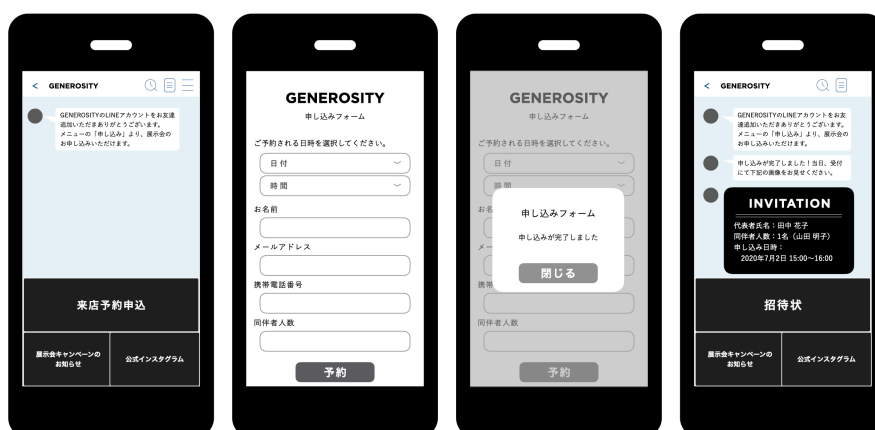 < GENEROSITY
GENEROSITYのLINEアカウントをお友達
追加いただきありがとうございます。
メニューの「申し込み」より、展示会の
お申し込みいただけます。
来店予約申込
展示会キャンペーンの
お知らせ
公式インスタグラム
GENEROSITY
申し込みフォーム
ご予約される日時を選択してください。
日付
時間
お名前
メールアドレス
携帯電話番号
同伴者人数
予約
GENEROSITY
申し込みフォーム
ご予約される日時を選択してください。
日付
時間
お名
メー
携帯
同伴者人数
予約
申し込みフォーム
申し込みが完了しました
閉じる
< GENEROSITY
GENEROSITYのLINEアカウントをお友
達追加いただきありがとうございます。
メニューの「申し込み」より、展示会の
お申し込みいただけます。
申し込みが完了しました！当日、受付
にて下記の画像をお見せください。
INVITATION
代表者氏名：田中 花子
同伴者人数：1名（山田 明子）
申し込み日時：
2020年7月2日 15:00〜16:00
招待状
展示会キャンペーンの
お知らせ
公式インスタグラム